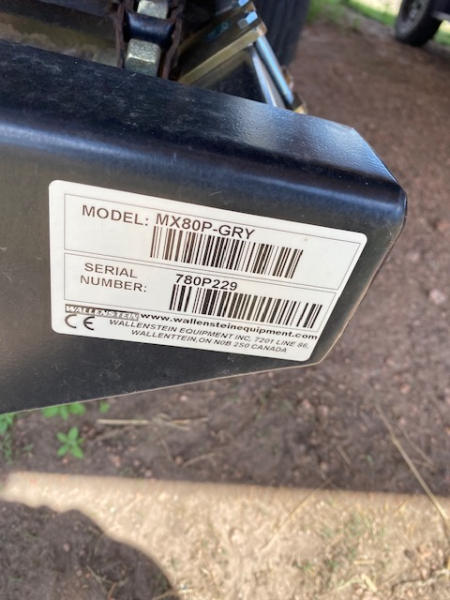 MODEL: MX80P-GRY
SERIAL NUMBER: 780P229
WALLENSTEIN www.wallensteinequipment.com
CE WALLENSTEIN EQUIPMENT INC, 7201 LINE 86,
WALLENTTEIN, ON N0B 2S0 CANADA